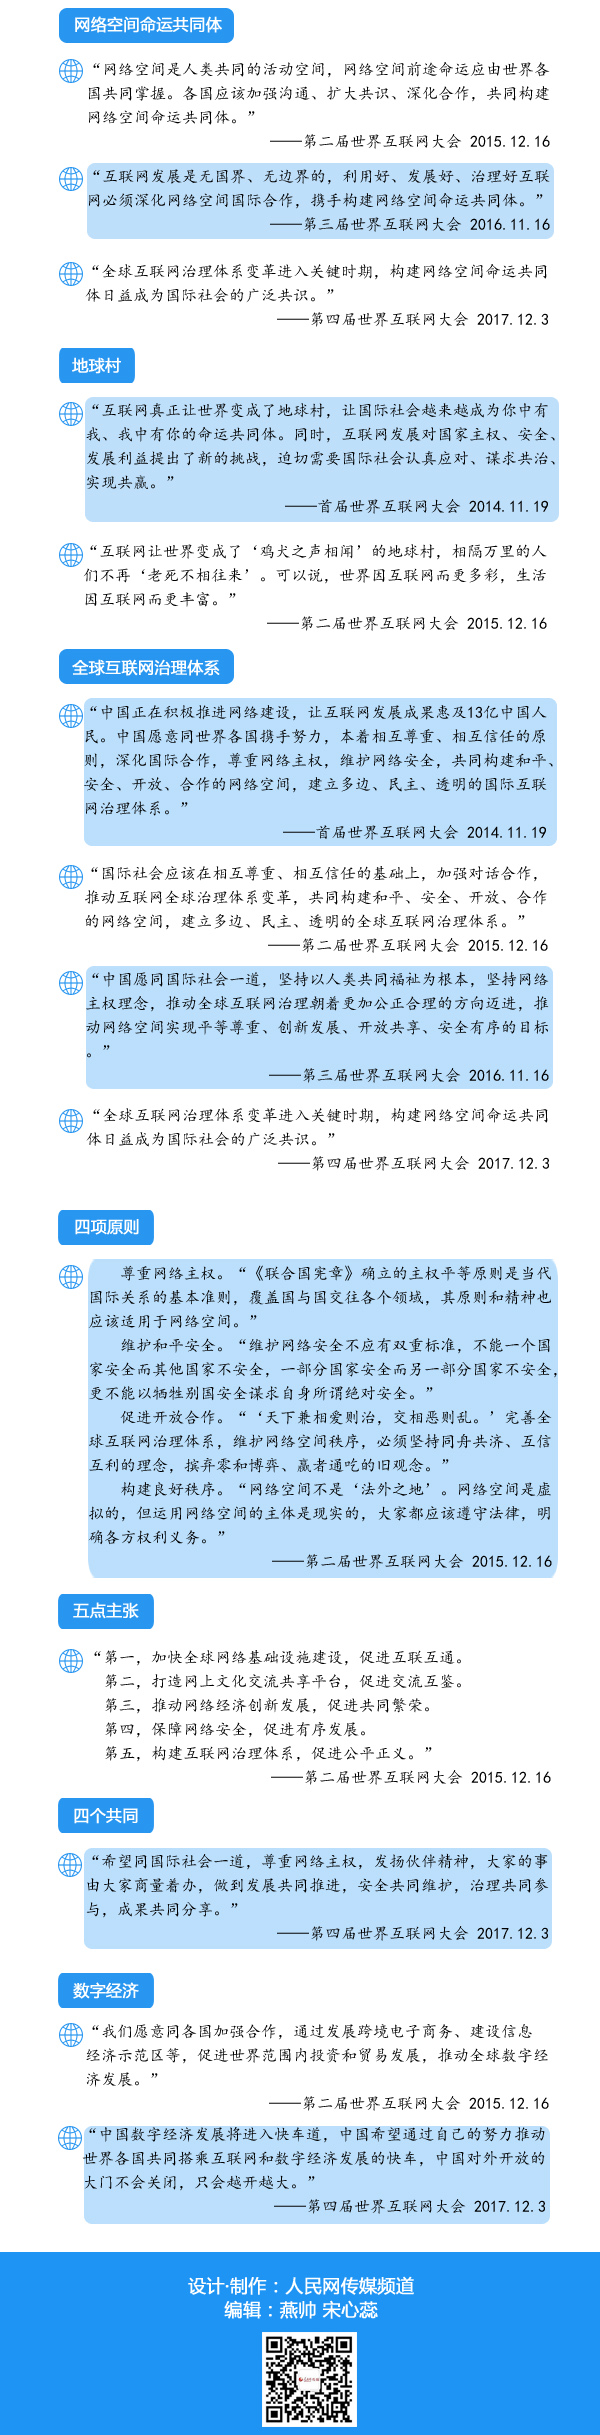 网络空间命运共同体
“网络空间是人类共同的活动空间，网络空间前途命运应由世界各
国共同掌握。各国应该加强沟通、扩大共识、深化合作，共同构建
网络空间命运共同体。”
——第二届世界互联网大会 2015.12.16
“互联网发展是无国界、无边界的，利用好、发展好、治理好互联
网必须深化网络空间国际合作，携手构建网络空间命运共同体。”
——第三届世界互联网大会 2016.11.16
“全球互联网治理体系变革进入关键时期，构建网络空间命运共同
体日益成为国际社会的广泛共识。”
——第四届世界互联网大会 2017.12.3
地球村
“互联网真正让世界变成了地球村，让国际社会越来越成为你中有
我、我中有你的命运共同体。同时，互联网发展对国家主权、安全、
发展利益提出了新的挑战，迫切需要国际社会认真应对、谋求共治、
实现共赢。”
——首届世界互联网大会 2014.11.19
“互联网让世界变成了‘鸡犬之声相闻’的地球村，相隔万里的人
们不再‘老死不相往来’。可以说，世界因互联网而更多彩，生活
因互联网而更丰富。”
——第二届世界互联网大会 2015.12.16
全球互联网治理体系
“中国正在积极推进网络建设，让互联网发展成果惠及13亿中国人
民。中国愿意同世界各国携手努力，本着相互尊重、相互信任的原
则，深化国际合作，尊重网络主权，维护网络安全，共同构建和平、
安全、开放、合作的网络空间，建立多边、民主、透明的国际互联
网治理体系。”
——首届世界互联网大会 2014.11.19
“国际社会应该在相互尊重、相互信任的基础上，加强对话合作，
推动互联网全球治理体系变革，共同构建和平、安全、开放、合作
的网络空间，建立多边、民主、透明的全球互联网治理体系。”
——第二届世界互联网大会 2015.12.16
“中国愿同国际社会一道，坚持以人类共同福祉为根本，坚持网络
主权理念，推动全球互联网治理朝着更加公正合理的方向迈进，推
动网络空间实现平等尊重、创新发展、开放共享、安全有序的目标
。”
——第三届世界互联网大会 2016.11.16
“全球互联网治理体系变革进入关键时期，构建网络空间命运共同
体日益成为国际社会的广泛共识。”
——第四届世界互联网大会 2017.12.3
四项原则
尊重网络主权。“《联合国宪章》确立的主权平等原则是当代
国际关系的基本准则，覆盖国与国交往各个领域，其原则和精神也
应该适用于网络空间。”
维护和平安全。“维护网络安全不应有双重标准，不能一个国
家安全而其他国家不安全，一部分国家安全而另一部分国家不安全，
更不能以牺牲别国安全谋求自身所谓绝对安全。”
促进开放合作。“‘天下兼相爱则治，交相恶则乱。’完善全
球互联网治理体系，维护网络空间秩序，必须坚持同舟共济、互信
互利的理念，摈弃零和博弈、赢者通吃的旧观念。”
构建良好秩序。“网络空间不是‘法外之地’。网络空间是虚
拟的，但运用网络空间的主体是现实的，大家都应该遵守法律，明
确各方权利义务。”
——第二届世界互联网大会 2015.12.16
五点主张
“第一，加快全球网络基础设施建设，促进互联互通。
第二，打造网上文化交流共享平台，促进交流互鉴。
第三，推动网络经济创新发展，促进共同繁荣。
第四，保障网络安全，促进有序发展。
第五，构建互联网治理体系，促进公平正义。”
——第二届世界互联网大会 2015.12.16
四个共同
“希望同国际社会一道，尊重网络主权，发扬伙伴精神，大家的事
由大家商量着办，做到发展共同推进，安全共同维护，治理共同参
与，成果共同分享。”
——第四届世界互联网大会 2017.12.3
数字经济
“我们愿意同各国加强合作，通过发展跨境电子商务、建设信息
经济示范区等，促进世界范围内投资和贸易发展，推动全球数字经
济发展。”
——第二届世界互联网大会 2015.12.16
“中国数字经济发展将进入快车道，中国希望通过自己的努力推动
世界各国共同搭乘互联网和数字经济发展的快车，中国对外开放的
大门不会关闭，只会越开越大。”
——第四届世界互联网大会 2017.12.3
设计·制作：人民网传媒频道
编辑：燕帅 宋心蕊